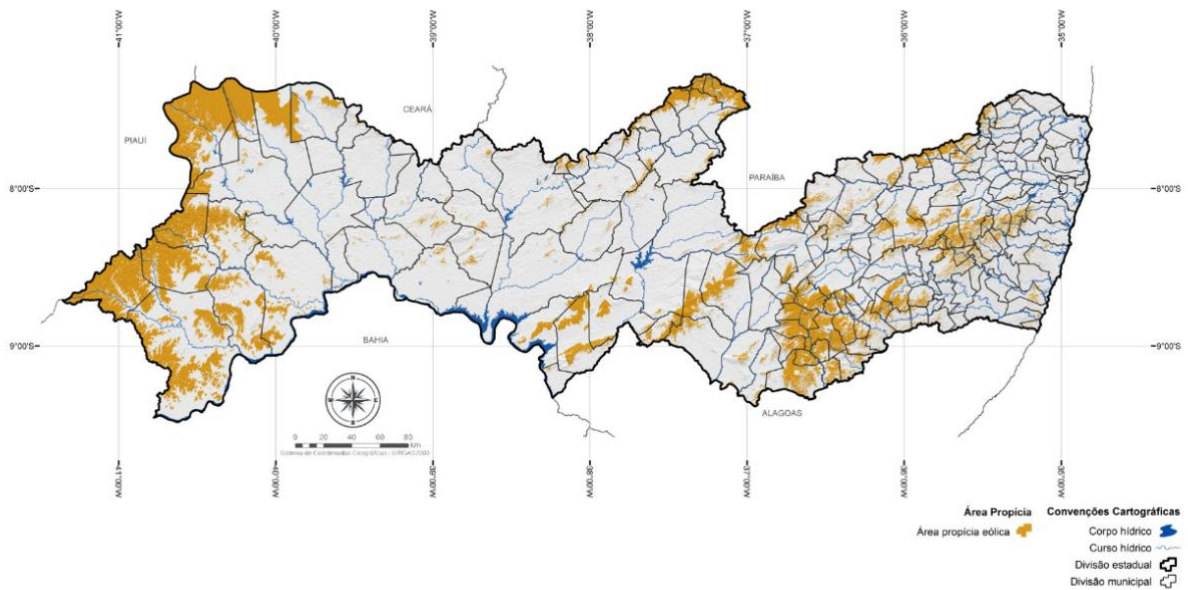 41°00'W 40°00'W 39°00'W 38°00'W 37°00'W 36°00'W 35°00'W
CEARÁ
PIAUÍ
PARAÍBA
8°00'S 8°00'S
9°00'S 9°00'S
BAHIA
ALAGOAS
0 20 40 60 80
km
Sistema de Coordenadas Geográficas - SIRGAS2000
41°00'W 40°00'W 39°00'W 38°00'W 37°00'W 36°00'W 35°00'W
Área Propícia
Área propícia eólica
Convenções Cartográficas
Corpo hídrico
Curso hídrico
Divisão estadual
Divisão municipal